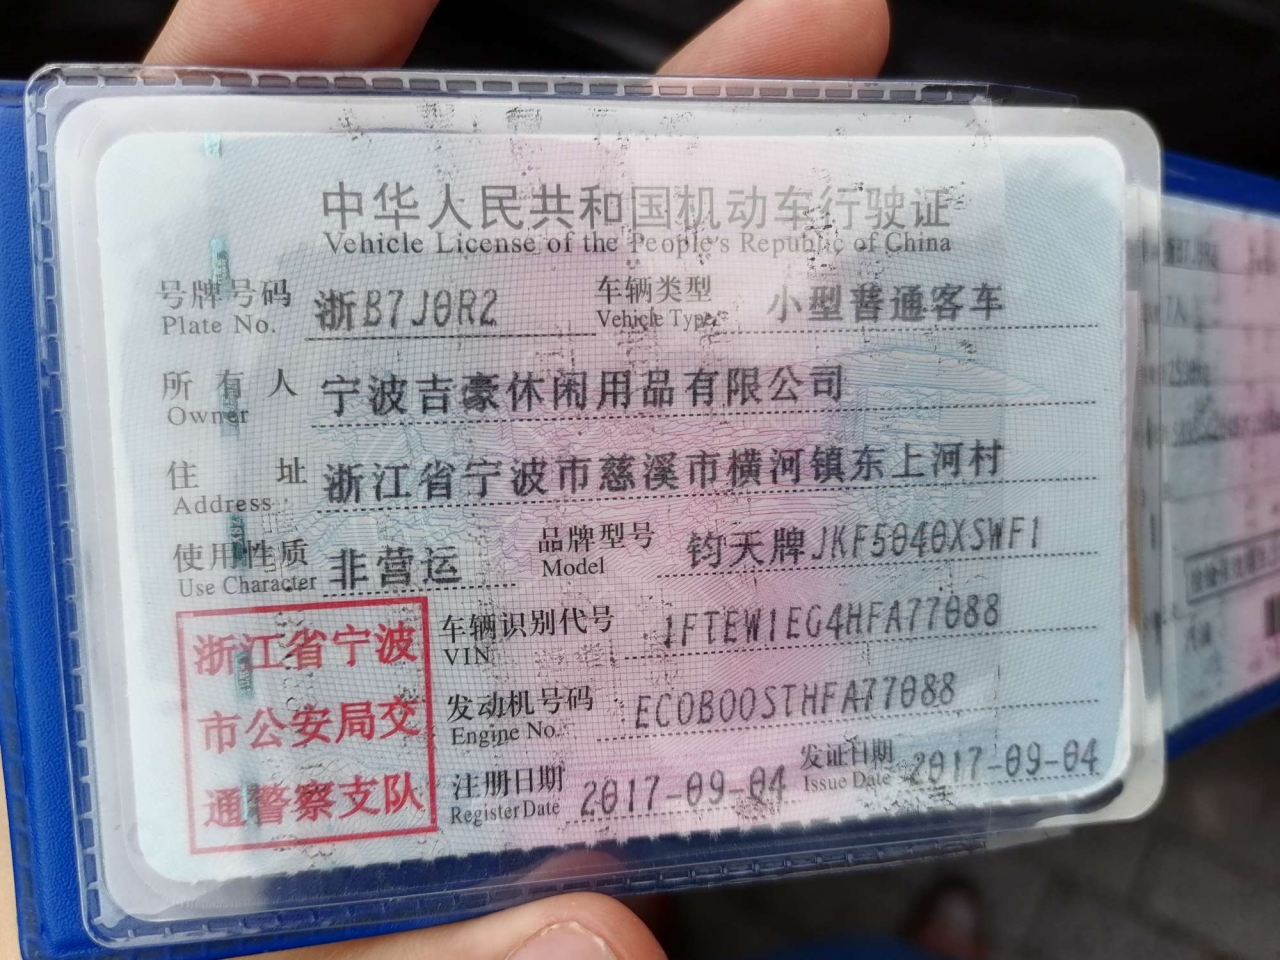 中华人民共和国机动车行驶证
Vehicle License of the People's Republic of China
号牌号码 浙B7J0R2 车辆类型 小型普通客车
Plate No. Vehicle Type
所有人 宁波吉豪休闲用品有限公司
Owner
住址 浙江省宁波市慈溪市横河镇东上河村
Address
使用性质 非营运 品牌型号 钧天牌JKF5040XSWF1
Use Character Model
浙江省宁波
市公安局交
通警察支队
车辆识别代号 1FTEW1EG4HFA77088
VIN
发动机号码 ECOBOOSTHFA77088
Engine No.
注册日期 2017-09-04 发证日期 2017-09-04
Register Date Issue Date
7人